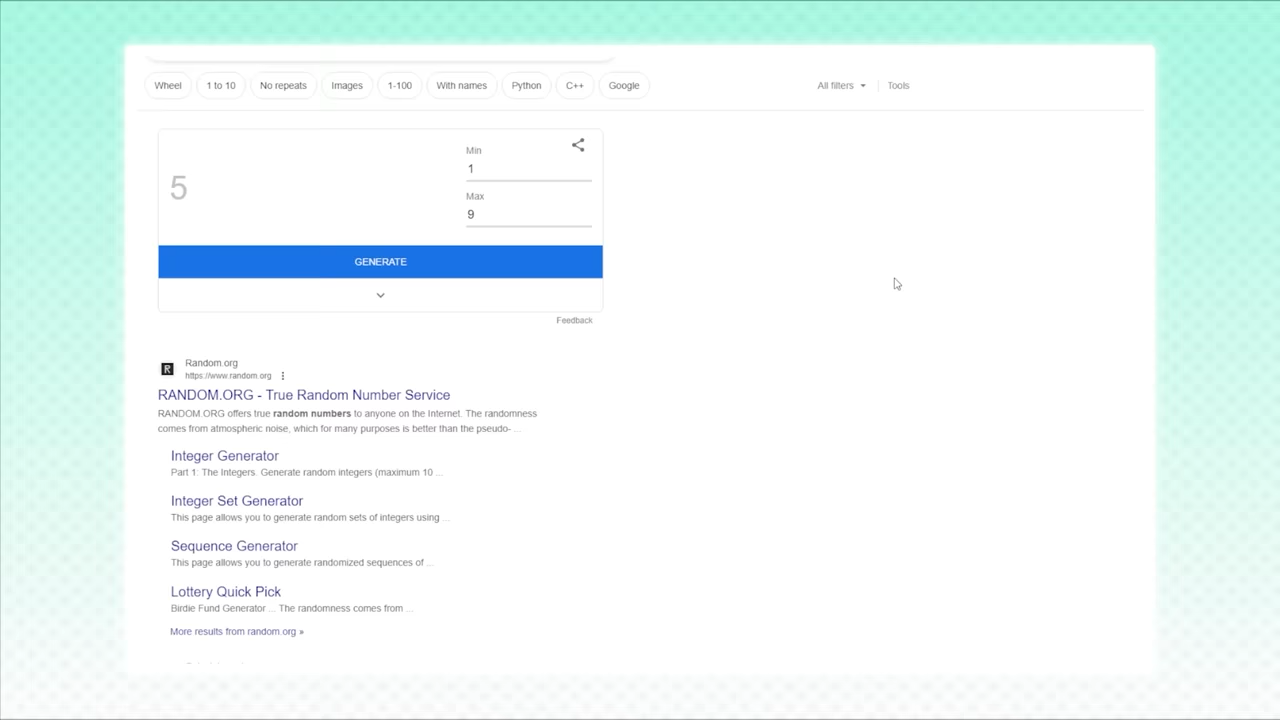 Wheel 1 to 10 No repeats Images 1-100 With names Python C++ Google All filters Tools
Min
1
5
Max
9
GENERATE
Feedback
Random.org
https://www.random.org
RANDOM.ORG - True Random Number Service
RANDOM.ORG offers true random numbers to anyone on the Internet. The randomness
comes from atmospheric noise, which for many purposes is better than the pseudo- ...
Integer Generator
Part 1: The Integers. Generate random integers (maximum 10 ...
Integer Set Generator
This page allows you to generate random sets of integers using ...
Sequence Generator
This page allows you to generate randomized sequences of ...
Lottery Quick Pick
Birdie Fund Generator ... The randomness comes from ...
More results from random.org »